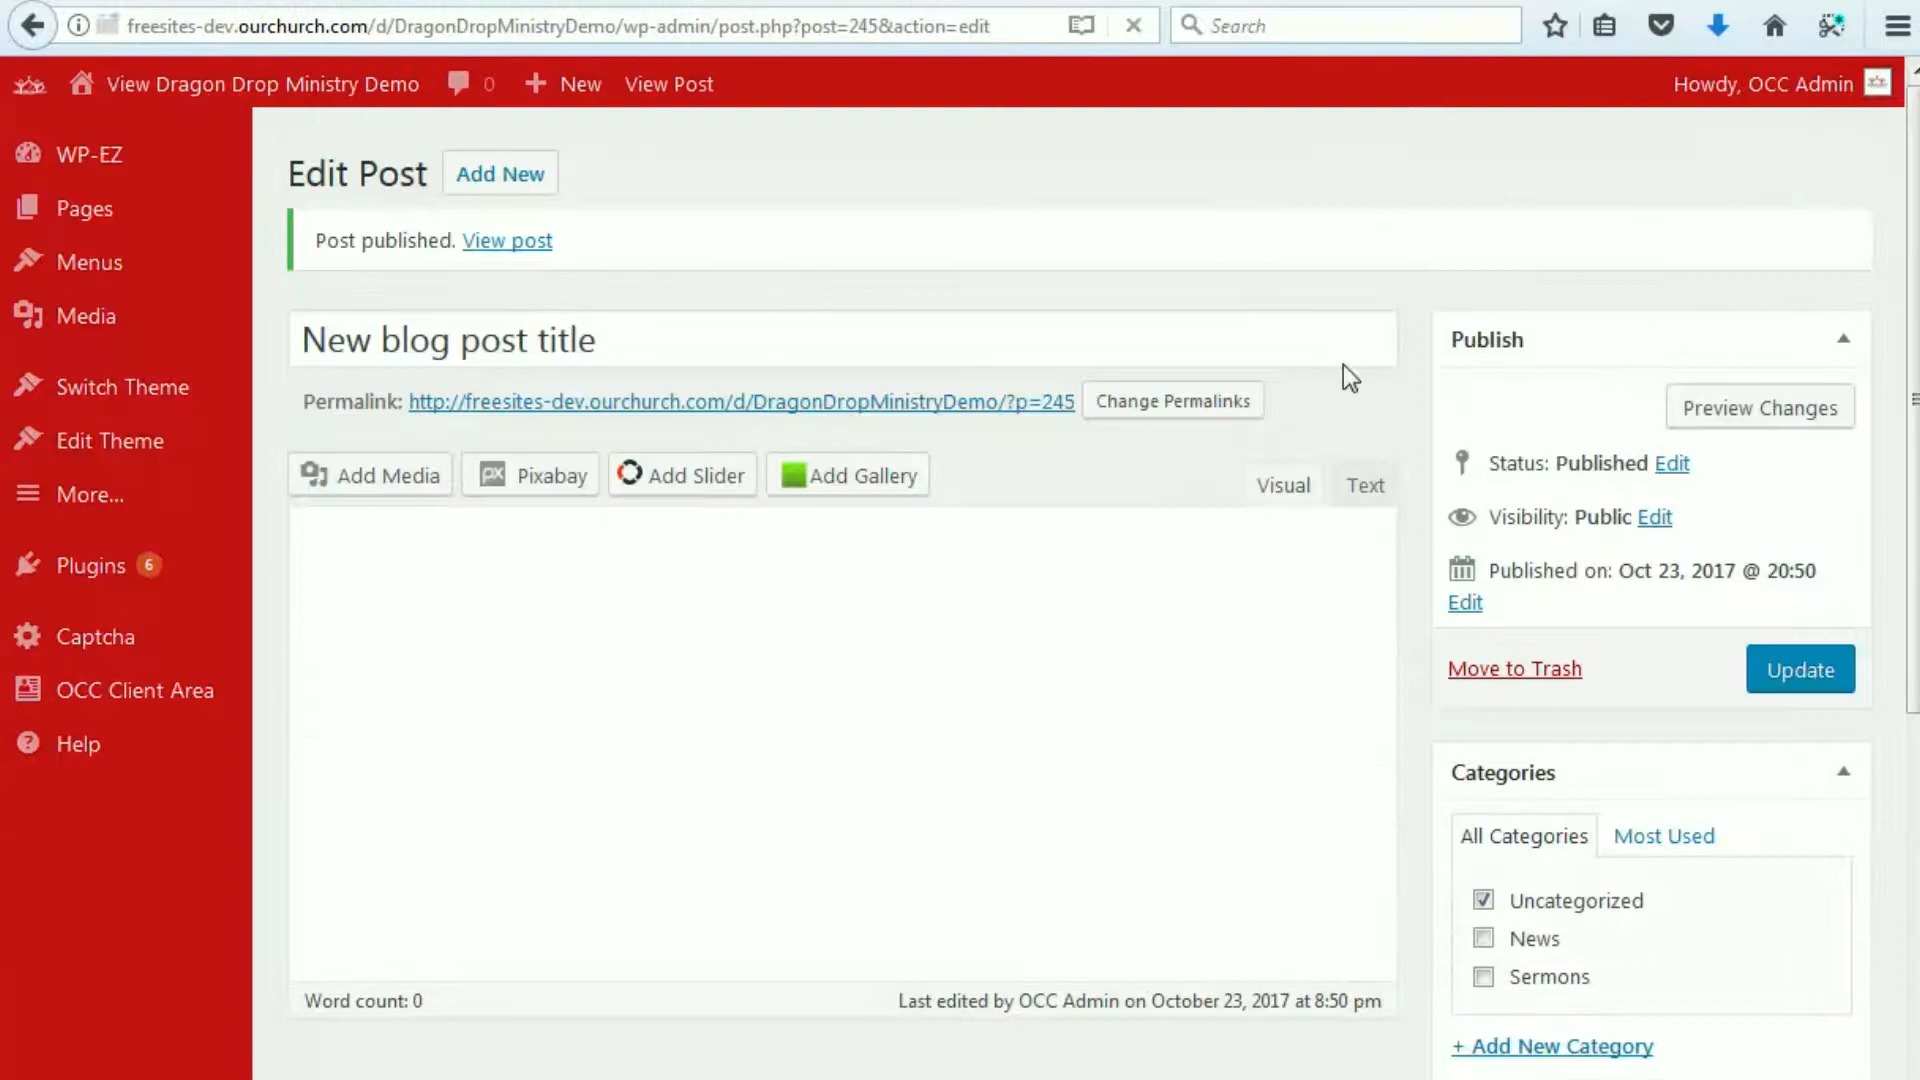 freesites-dev.ourchurch.com/d/DragonDropMinistryDemo/wp-admin/post.php?post=245&action=edit
Search
View Dragon Drop Ministry Demo
0
New
View Post
Howdy, OCC Admin
WP-EZ
Pages
Menus
Media
Switch Theme
Edit Theme
More...
Plugins 6
Captcha
OCC Client Area
Help
Edit Post
Add New
Post published. View post
New blog post title
Permalink: http://freesites-dev.ourchurch.com/d/DragonDropMinistryDemo/?p=245
Change Permalinks
Add Media
px Pixabay
Add Slider
Add Gallery
Visual
Text
Word count: 0
Last edited by OCC Admin on October 23, 2017 at 8:50 pm
Publish
Preview Changes
Status: Published Edit
Visibility: Public Edit
Published on: Oct 23, 2017 @ 20:50
Edit
Move to Trash
Update
Categories
All Categories
Most Used
Uncategorized
News
Sermons
+ Add New Category